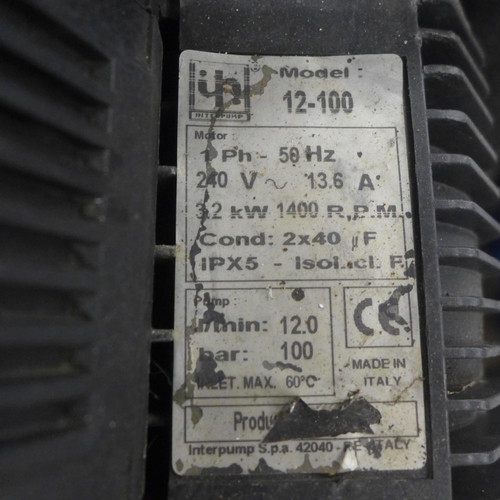 ip ®
INTERPUMP
Model :
12-100
Motor :
1 Ph - 50 Hz
240 V ~ 13.6 A
3.2 kW 1400 R.P.M.
Cond: 2x40 µF
IPX5 - Isol.cl. F
Pump :
l/min: 12.0
bar: 100
INLET. MAX. 60°C
CE
MADE IN
ITALY
Interpump S.p.a. 42040 - RE - ITALY